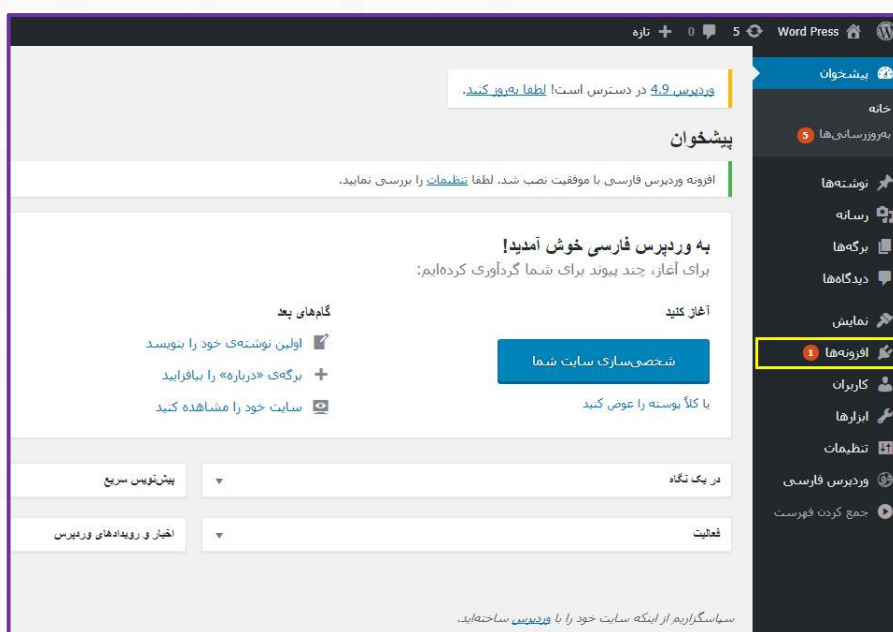 Word Press 5 0 تازه
پیشخوان
خانه
به‌روزرسانی‌ها 5
نوشته‌ها
رسانه
برگه‌ها
دیدگاه‌ها
نمایش
افزونه‌ها 1
کاربران
ابزارها
تنظیمات
وردپرس فارسی
جمع کردن فهرست
وردپرس 4.9 در دسترس است! لطفا به‌روز کنید.
پیشخوان
افزونه وردپرس فارسی با موفقیت نصب شد. لطفا تنظیمات را بررسی نمایید.
به وردپرس فارسی خوش آمدید!
برای آغاز، چند پیوند برای شما گردآوری کرده‌ایم:
آغاز کنید
شخصی‌سازی سایت شما
یا کلاً پوسته را عوض کنید
گام‌های بعد
اولین نوشته‌ی خود را بنویسد
برگه‌ی «درباره» را بیافزایید
سایت خود را مشاهده کنید
در یک نگاه
پیش‌نویس سریع
فعالیت
اخبار و رویدادهای وردپرس
سپاسگزاریم از اینکه سایت خود را با وردپرس ساخته‌اید.